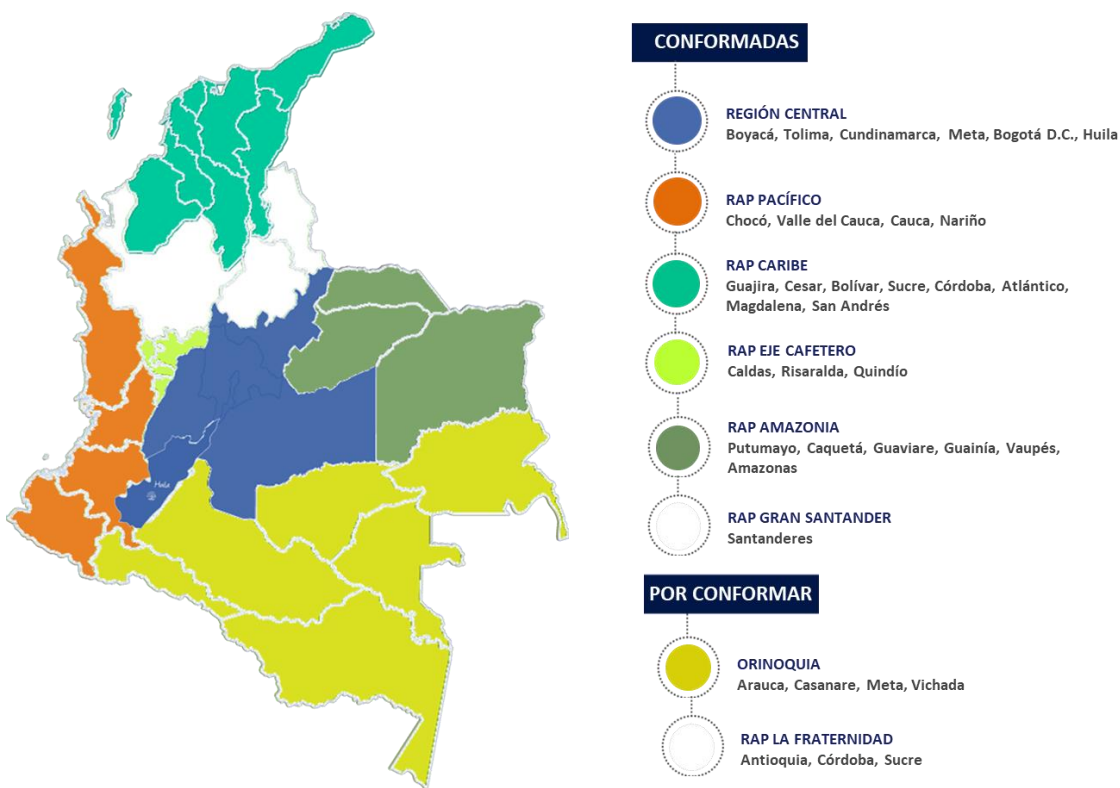 CONFORMADAS
REGIÓN CENTRAL
Boyacá, Tolima, Cundinamarca, Meta, Bogotá D.C., Huila
RAP PACÍFICO
Chocó, Valle del Cauca, Cauca, Nariño
RAP CARIBE
Guajira, Cesar, Bolívar, Sucre, Córdoba, Atlántico,
Magdalena, San Andrés
RAP EJE CAFETERO
Caldas, Risaralda, Quindío
RAP AMAZONIA
Putumayo, Caquetá, Guaviare, Guainía, Vaupés,
Amazonas
RAP GRAN SANTANDER
Santanderes
POR CONFORMAR
ORINOQUIA
Arauca, Casanare, Meta, Vichada
RAP LA FRATERNIDAD
Antioquia, Córdoba, Sucre
Huila